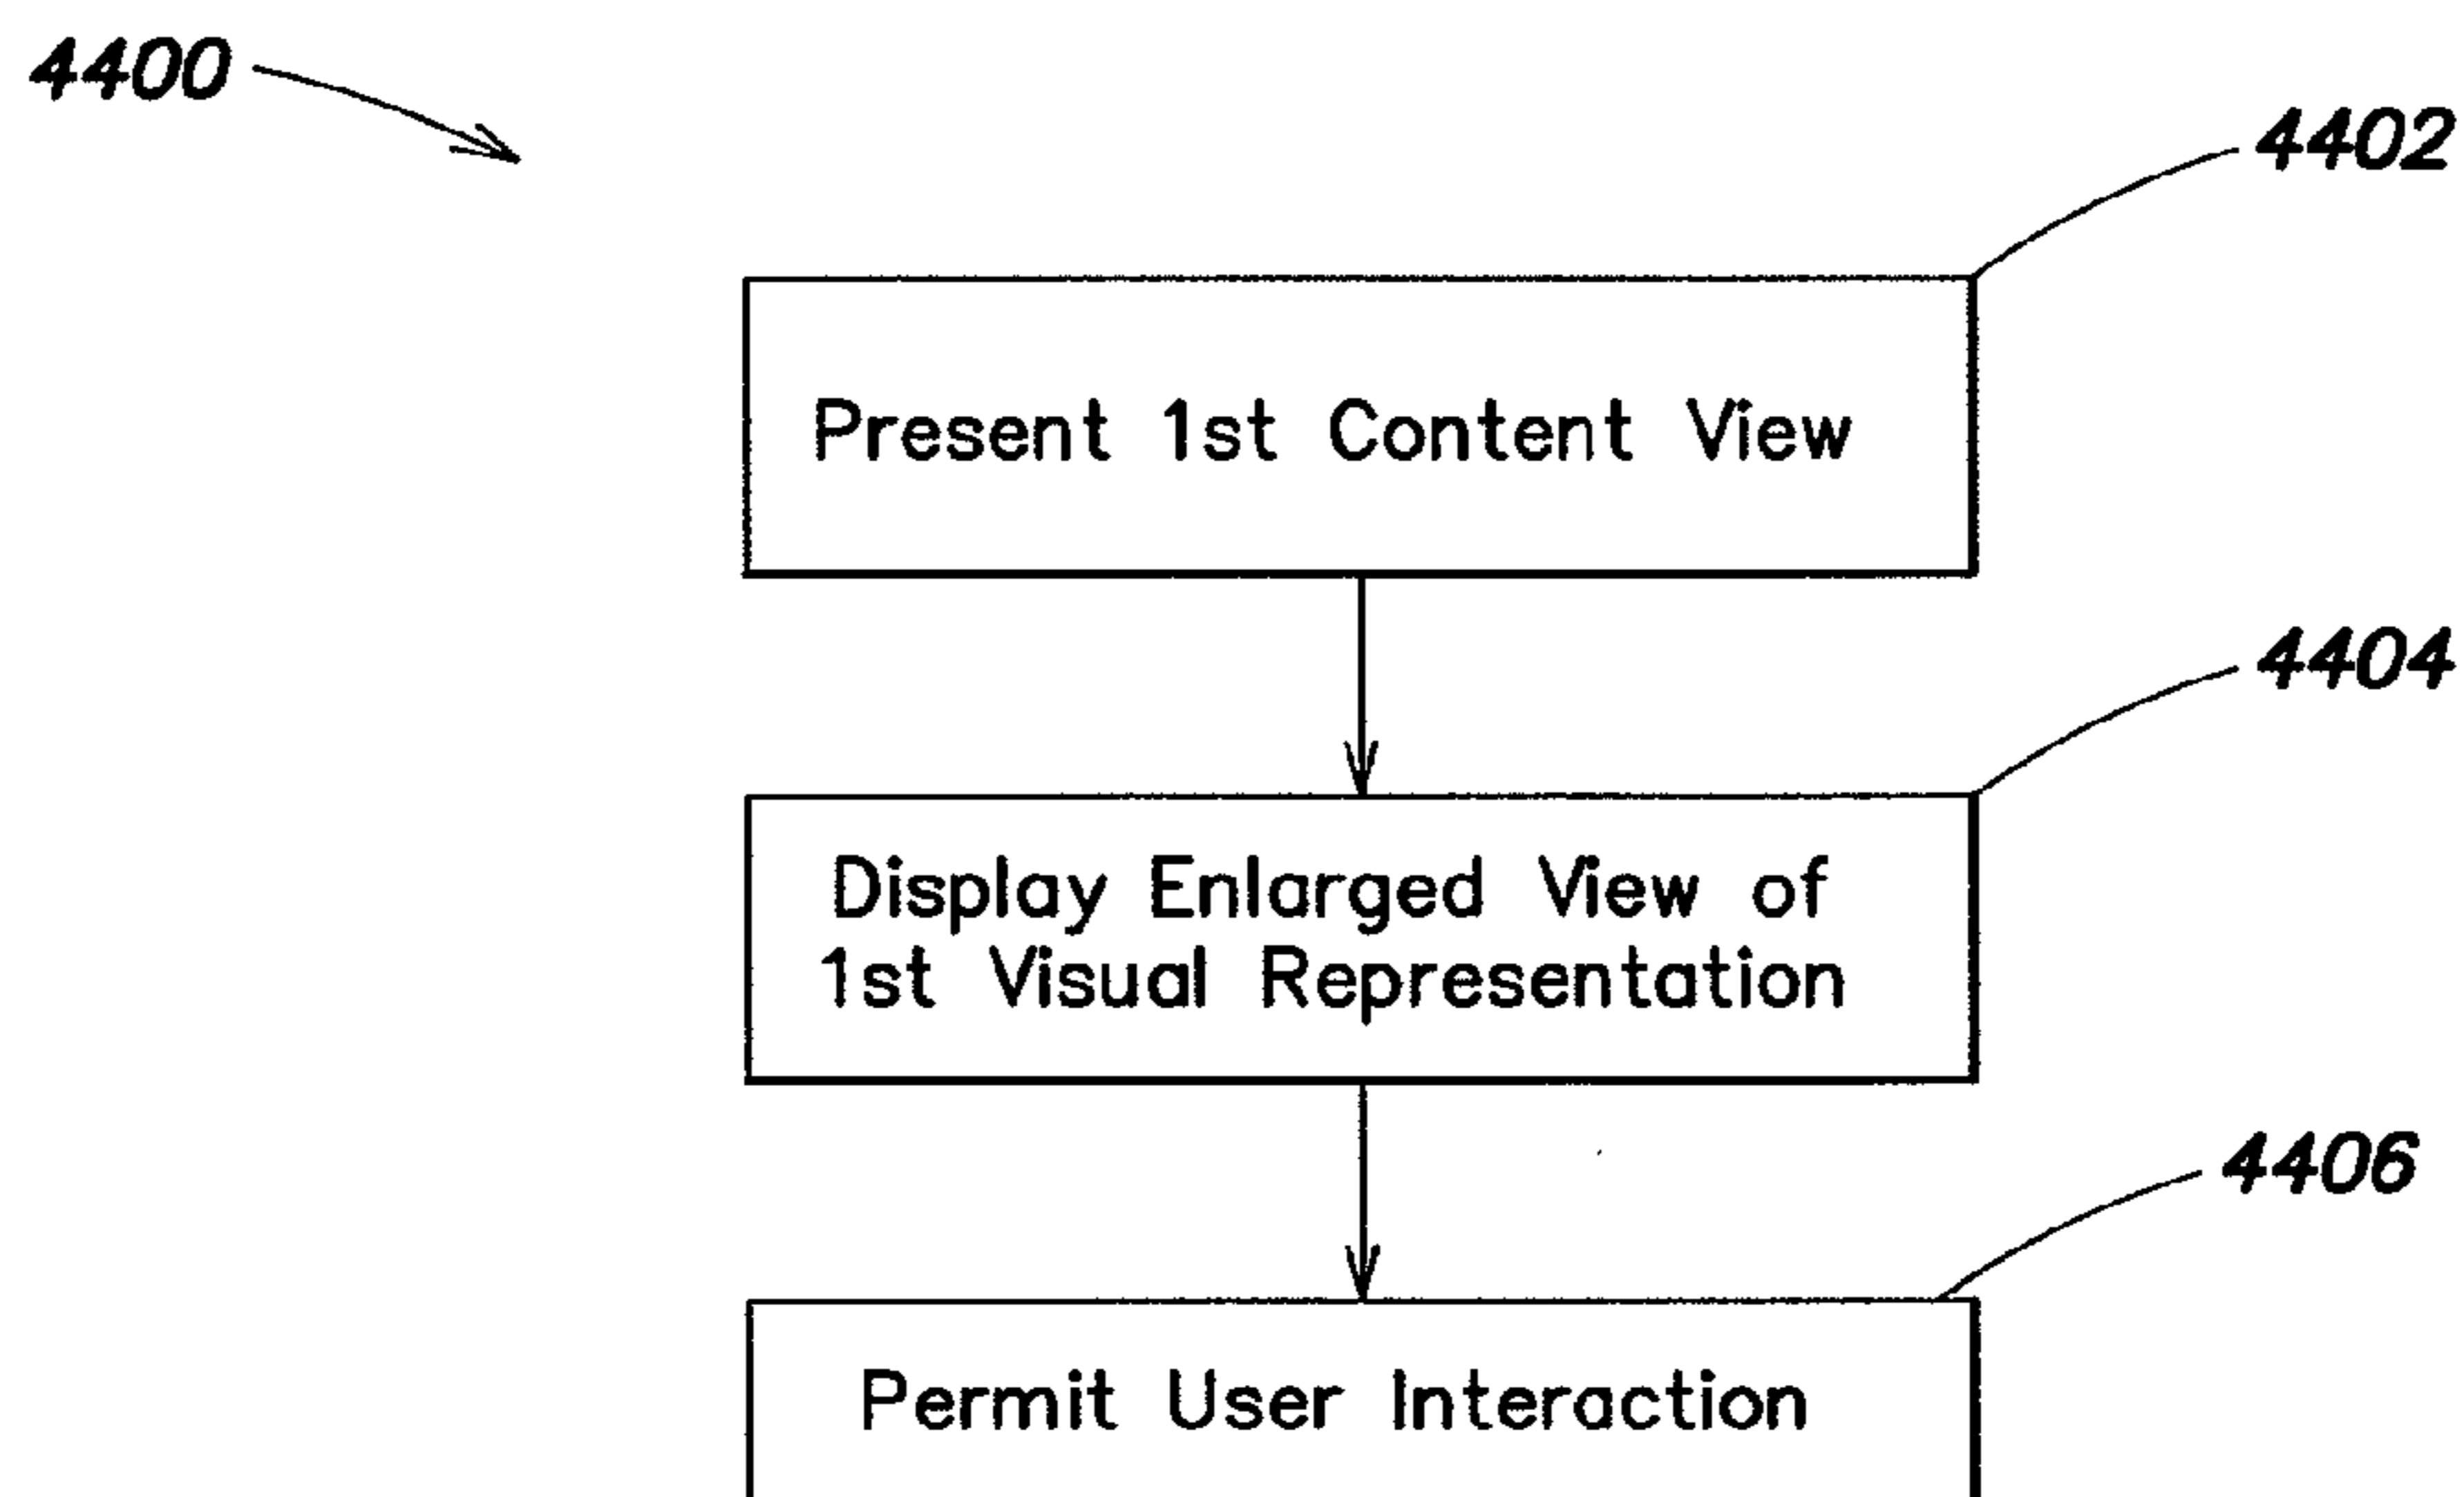 4400
4402
Present 1st Content View
4404
Display Enlarged View of
1st Visual Representation
4406
Permit User Interaction